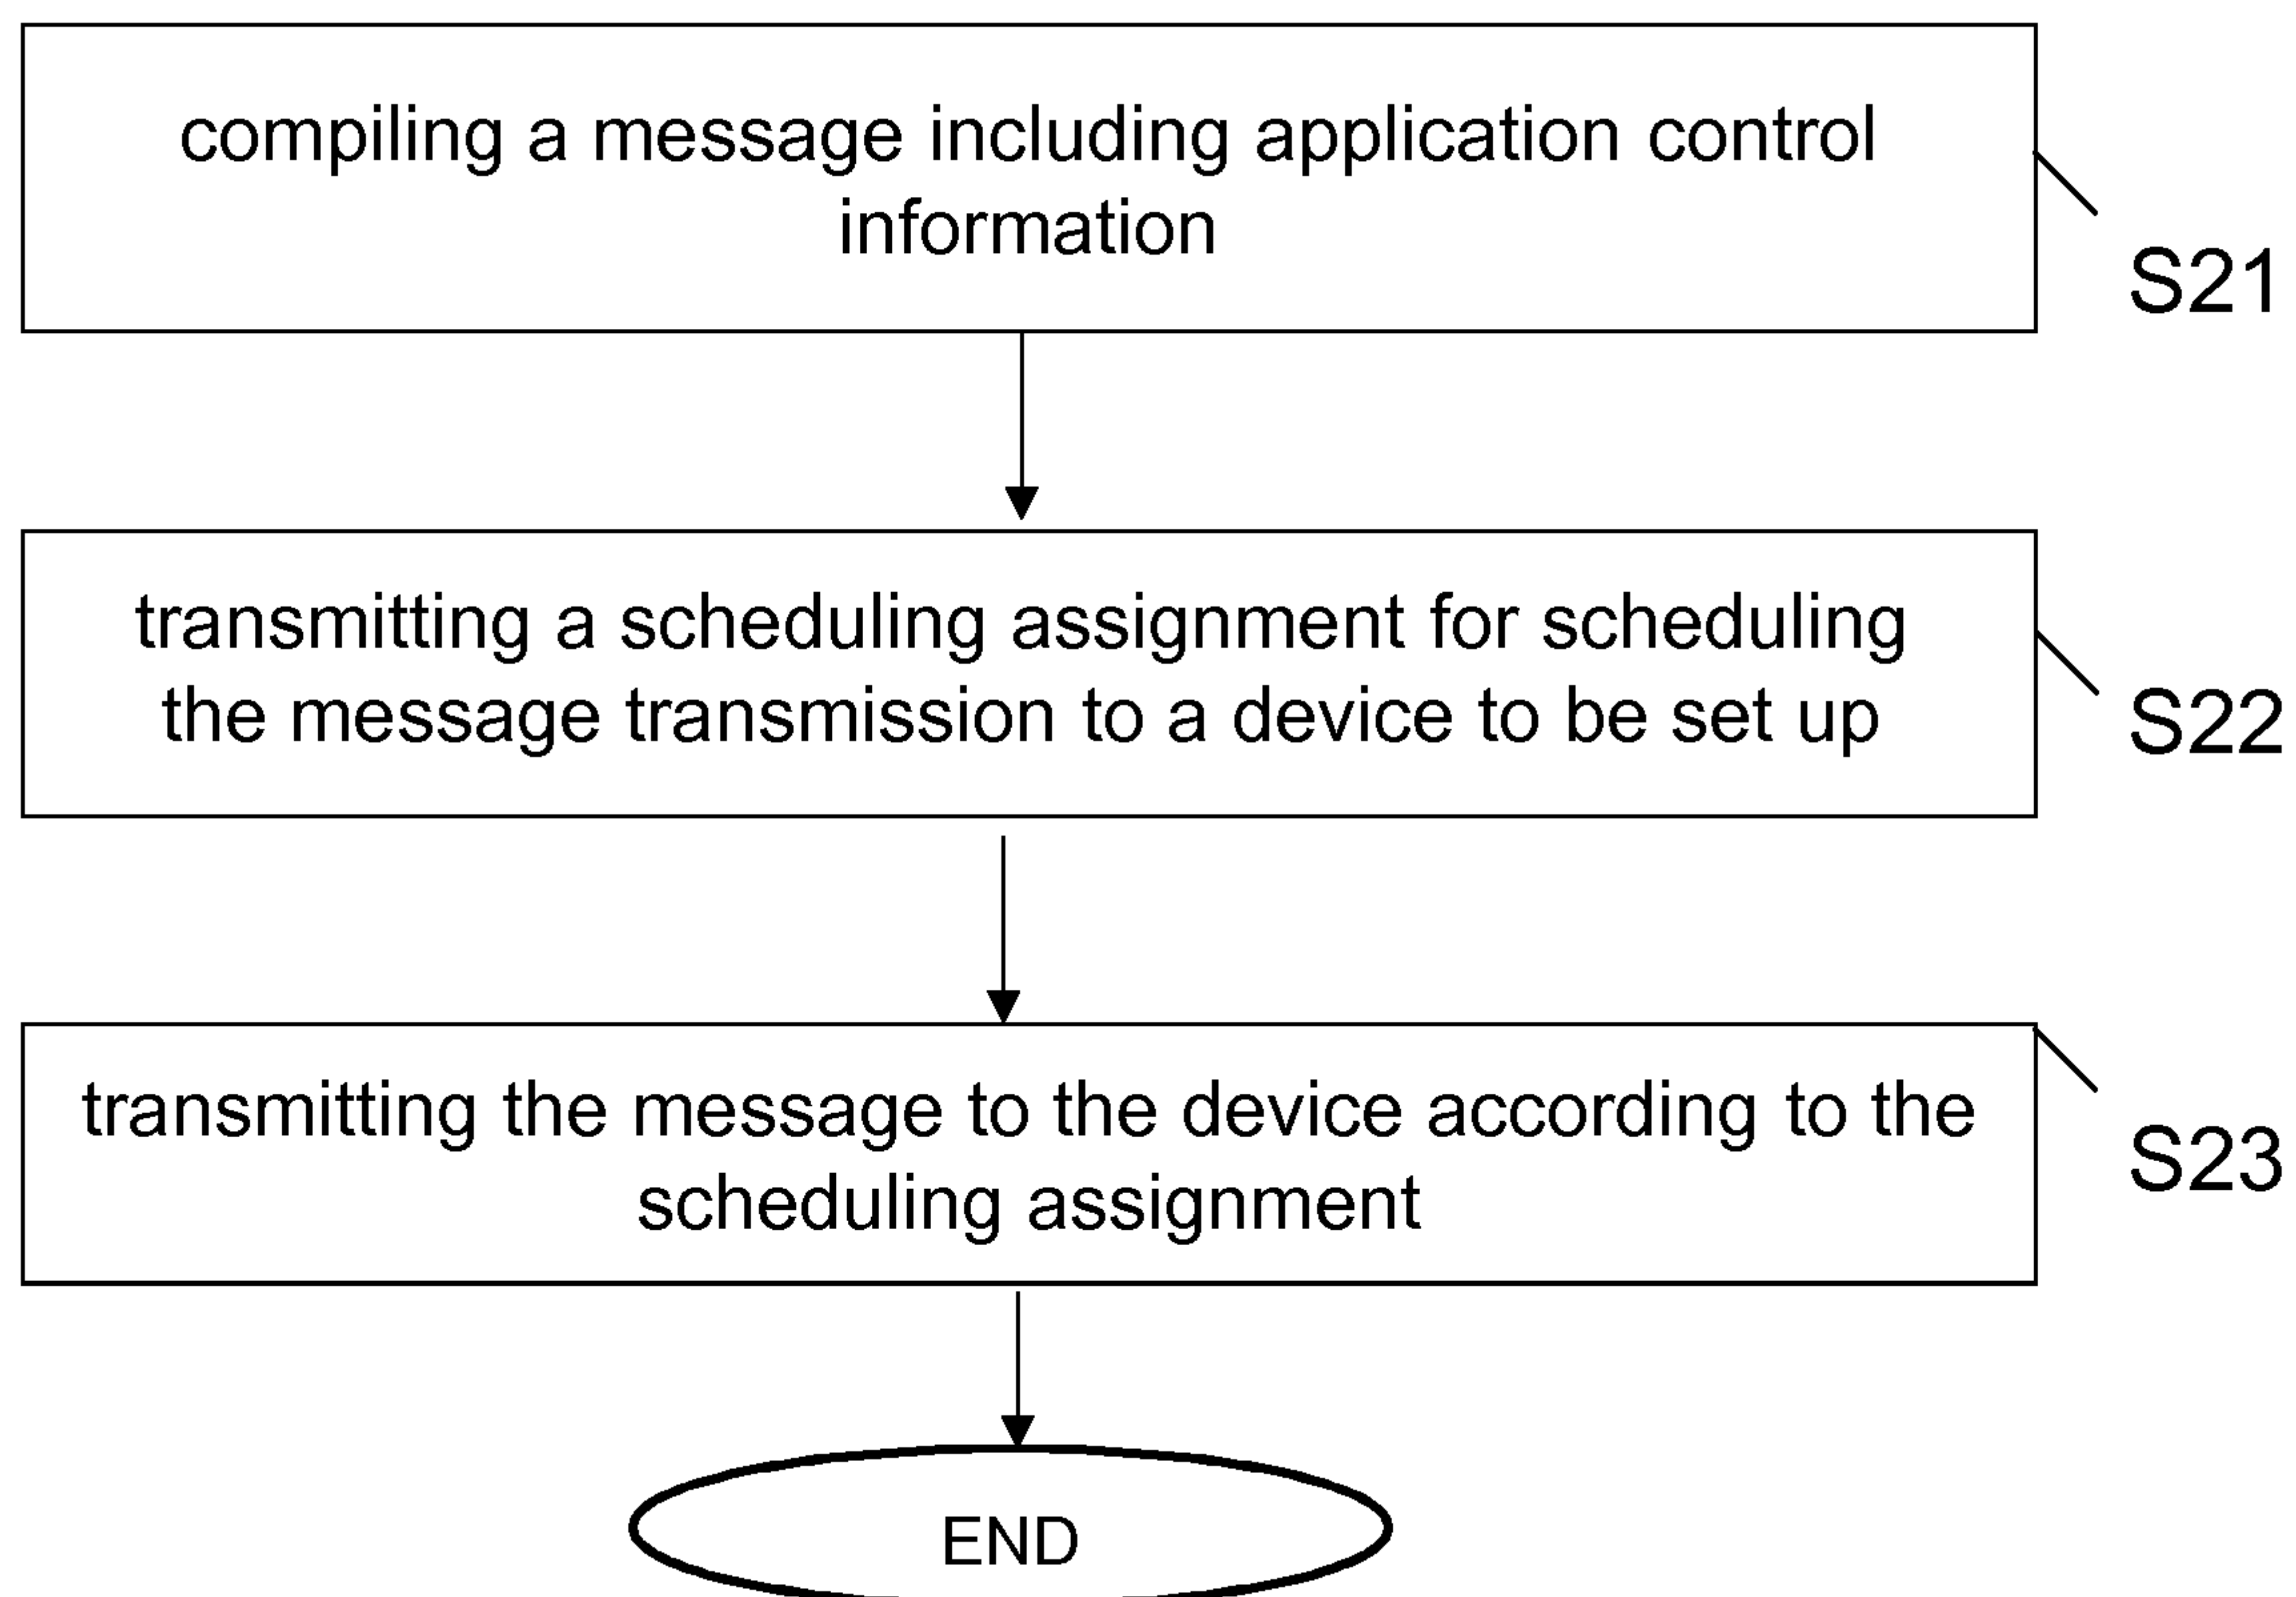 compiling a message including application control
information
S21
transmitting a scheduling assignment for scheduling
the message transmission to a device to be set up
S22
transmitting the message to the device according to the
scheduling assignment
S23
END